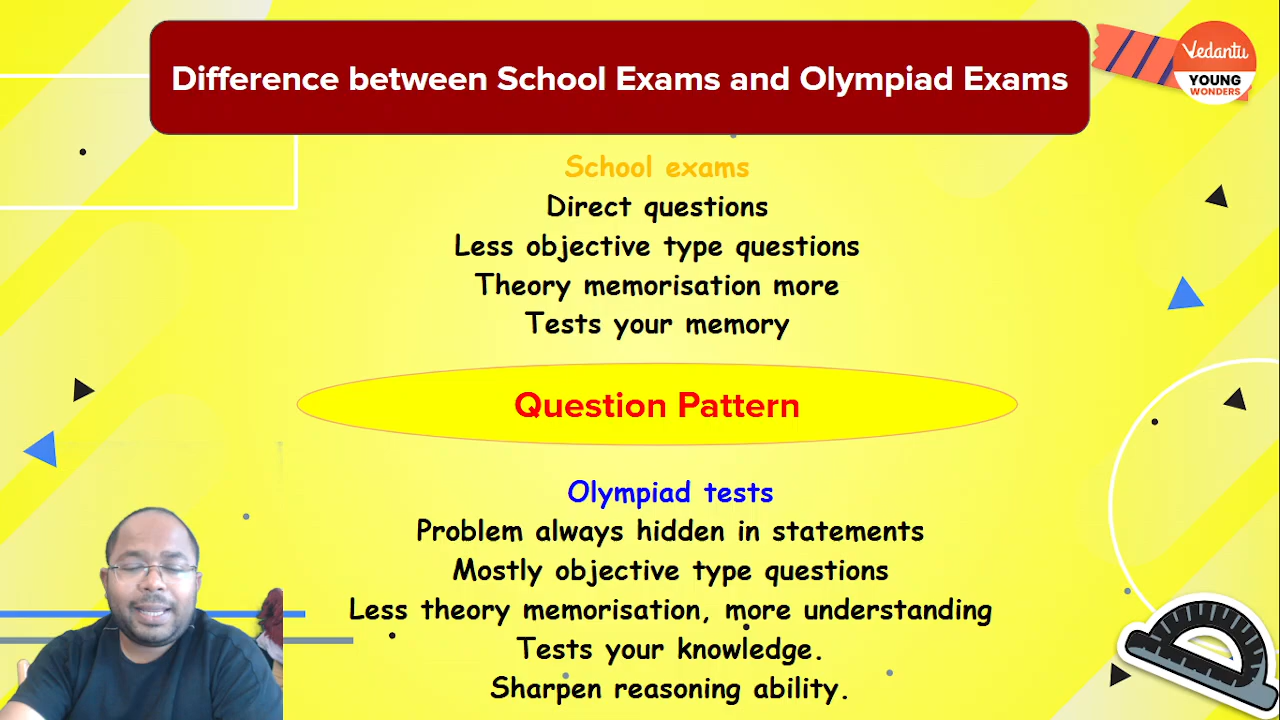 Difference between School Exams and Olympiad Exams
Vedantu
YOUNG
WONDERS
School exams
Direct questions
Less objective type questions
Theory memorisation more
Tests your memory
Question Pattern
Olympiad tests
Problem always hidden in statements
Mostly objective type questions
Less theory memorisation, more understanding
Tests your knowledge.
Sharpen reasoning ability.